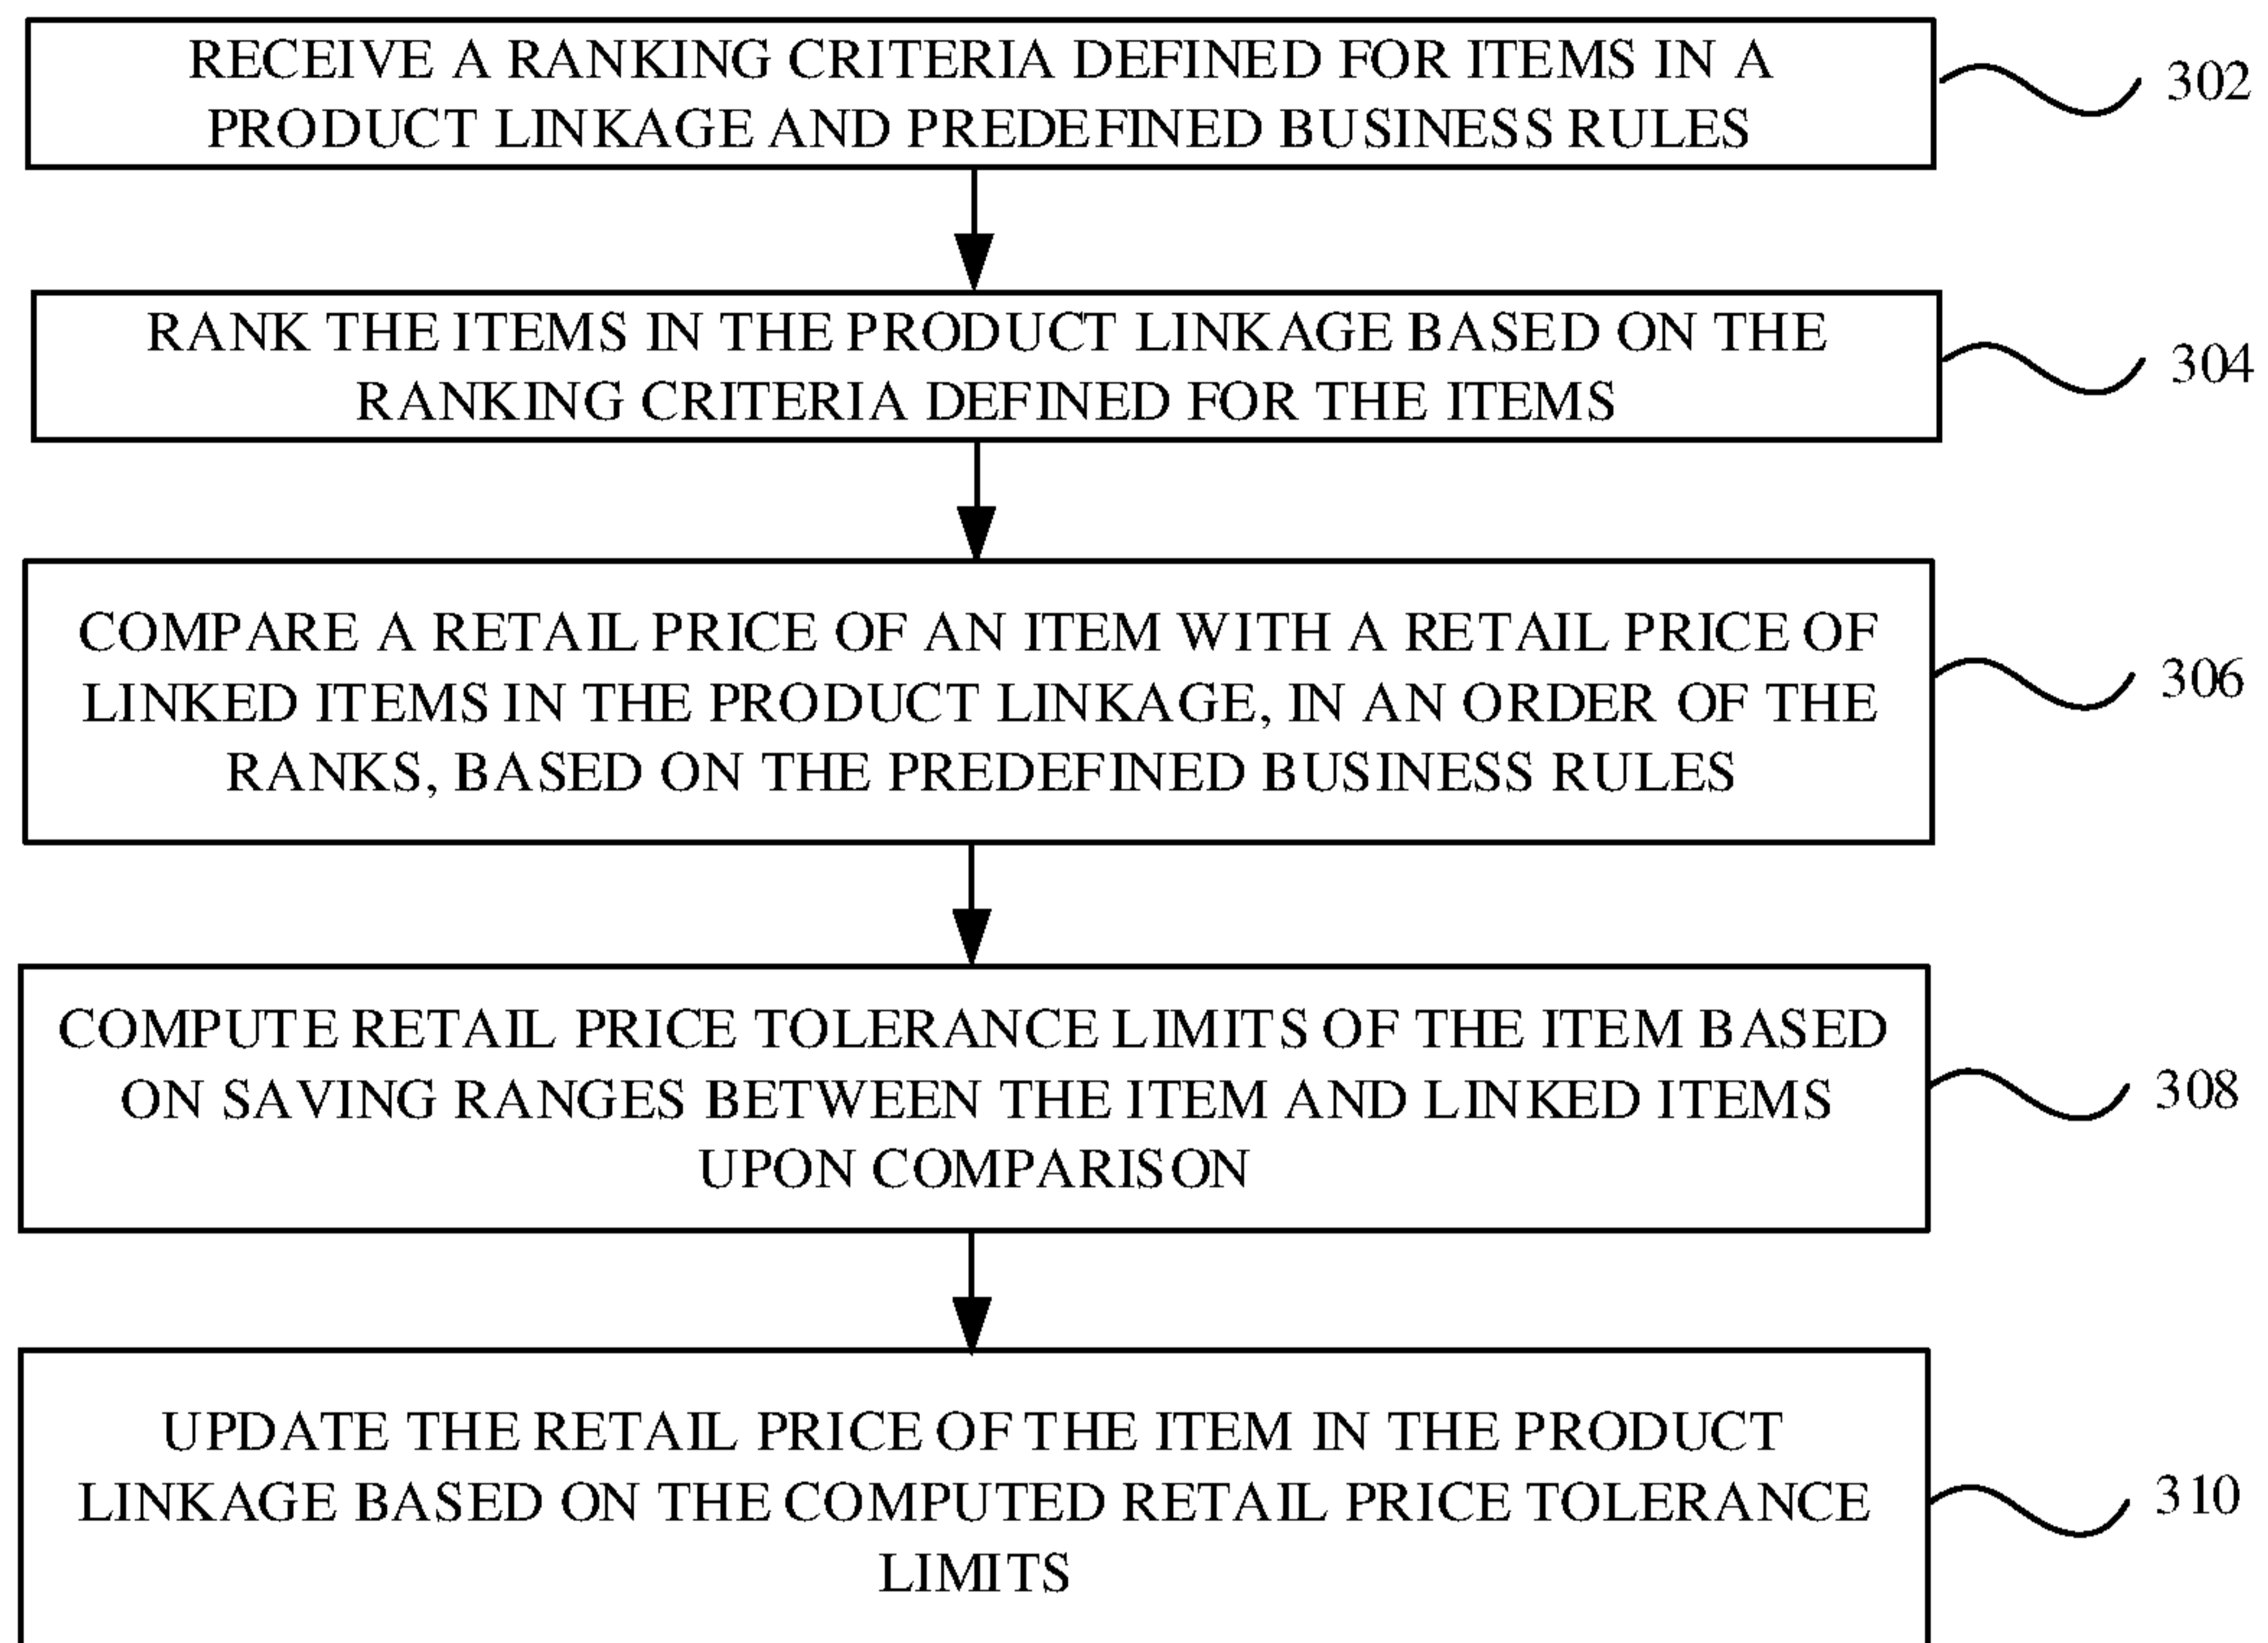 RECEIVE A RANKING CRITERIA DEFINED FOR ITEMS IN A
PRODUCT LINKAGE AND PREDEFINED BUSINESS RULES
302
RANK THE ITEMS IN THE PRODUCT LINKAGE BASED ON THE
RANKING CRITERIA DEFINED FOR THE ITEMS
304
COMPARE A RETAIL PRICE OF AN ITEM WITH A RETAIL PRICE OF
LINKED ITEMS IN THE PRODUCT LINKAGE, IN AN ORDER OF THE
RANKS, BASED ON THE PREDEFINED BUSINESS RULES
306
COMPUTE RETAIL PRICE TOLERANCE LIMITS OF THE ITEM BASED
ON SAVING RANGES BETWEEN THE ITEM AND LINKED ITEMS
UPON COMPARISON
308
UPDATE THE RETAIL PRICE OF THE ITEM IN THE PRODUCT
LINKAGE BASED ON THE COMPUTED RETAIL PRICE TOLERANCE
LIMITS
310